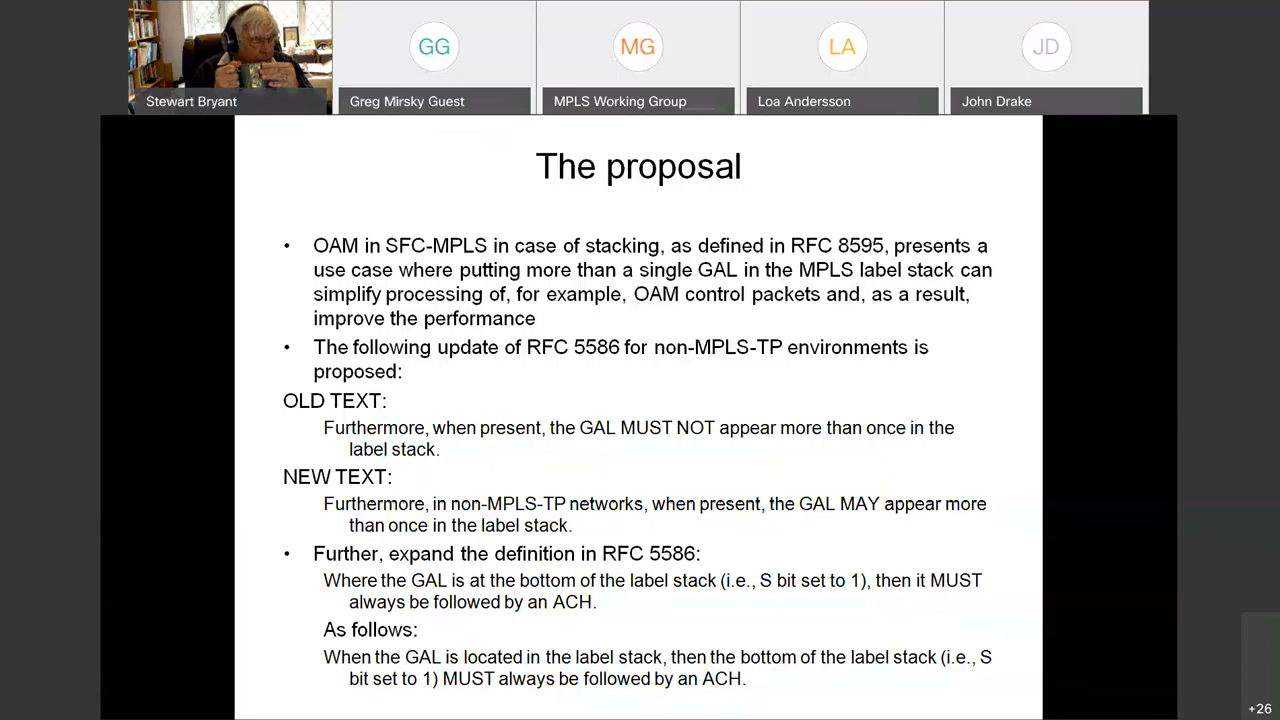 GG
MG
LA
JD
Stewart Bryant
Greg Mirsky Guest
MPLS Working Group
Loa Andersson
John Drake
The proposal
• OAM in SFC-MPLS in case of stacking, as defined in RFC 8595, presents a
use case where putting more than a single GAL in the MPLS label stack can
simplify processing of, for example, OAM control packets and, as a result,
improve the performance
• The following update of RFC 5586 for non-MPLS-TP environments is
proposed:
OLD TEXT:
Furthermore, when present, the GAL MUST NOT appear more than once in the
label stack.
NEW TEXT:
Furthermore, in non-MPLS-TP networks, when present, the GAL MAY appear more
than once in the label stack.
• Further, expand the definition in RFC 5586:
Where the GAL is at the bottom of the label stack (i.e., S bit set to 1), then it MUST
always be followed by an ACH.
As follows:
When the GAL is located in the label stack, then the bottom of the label stack (i.e., S
bit set to 1) MUST always be followed by an ACH.
+26